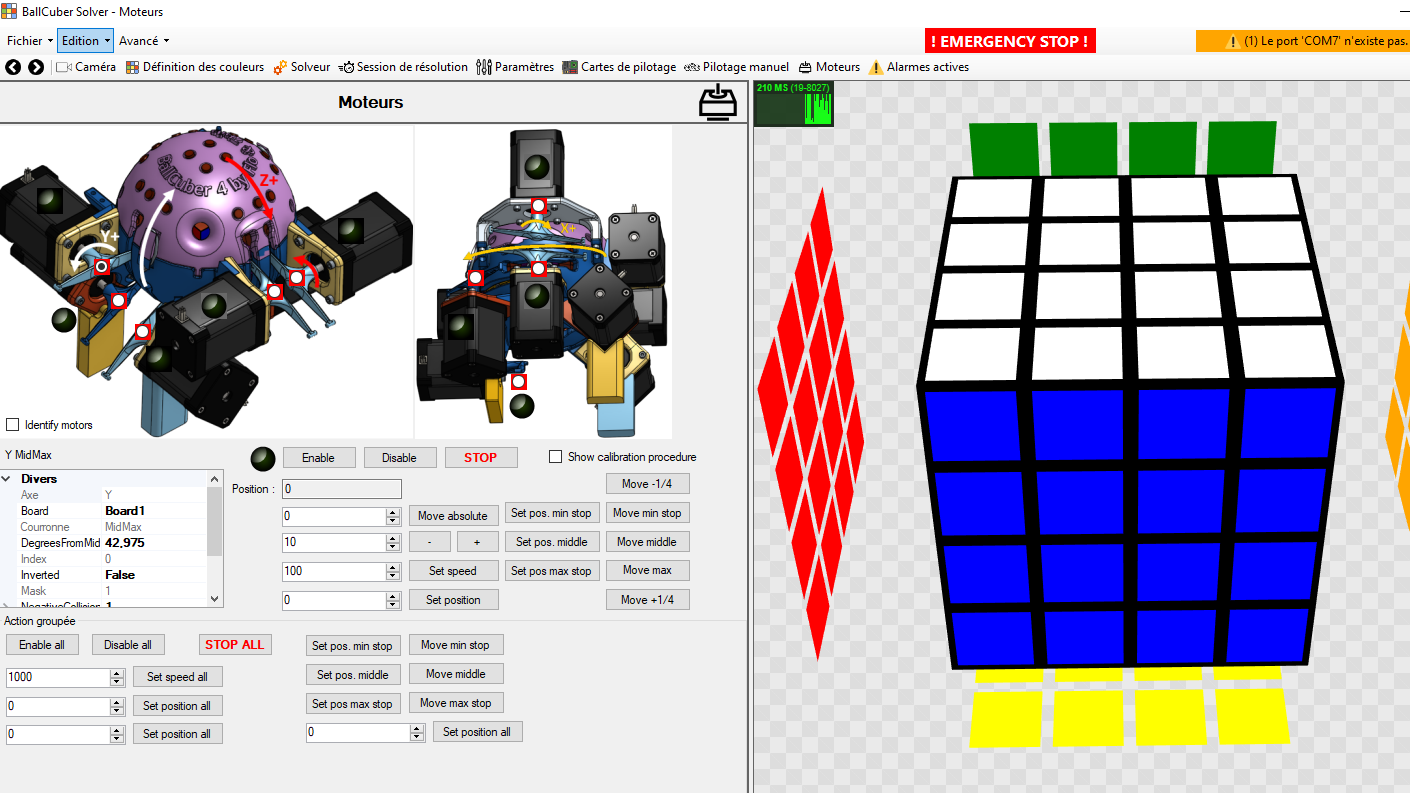 BallCuber Solver - Moteurs
Fichier Edition Avancé
! EMERGENCY STOP !
(1) Le port 'COM7' n'existe pas.
Caméra Définition des couleurs Solveur Session de résolution Paramètres Cartes de pilotage Pilotage manuel Moteurs Alarmes actives
Moteurs
210 MS (19-8027)
BallCuber 4 by
Z+
Y+
X+
Identify motors
Y MidMax
Enable Disable STOP Show calibration procedure
Divers
Axe Y
Board Board1
Couronne MidMax
DegreesFromMid 42,975
Index 0
Inverted False
Mask 1
NegativeCollision 1
Position : 0 Move -1/4
0 Move absolute Set pos. min stop Move min stop
10 - + Set pos. middle Move middle
100 Set speed Set pos max stop Move max
0 Set position Move +1/4
Action groupée
Enable all Disable all STOP ALL
1000 Set speed all
0 Set position all
0 Set position all
Set pos. min stop Move min stop
Set pos. middle Move middle
Set pos max stop Move max stop
0 Set position all